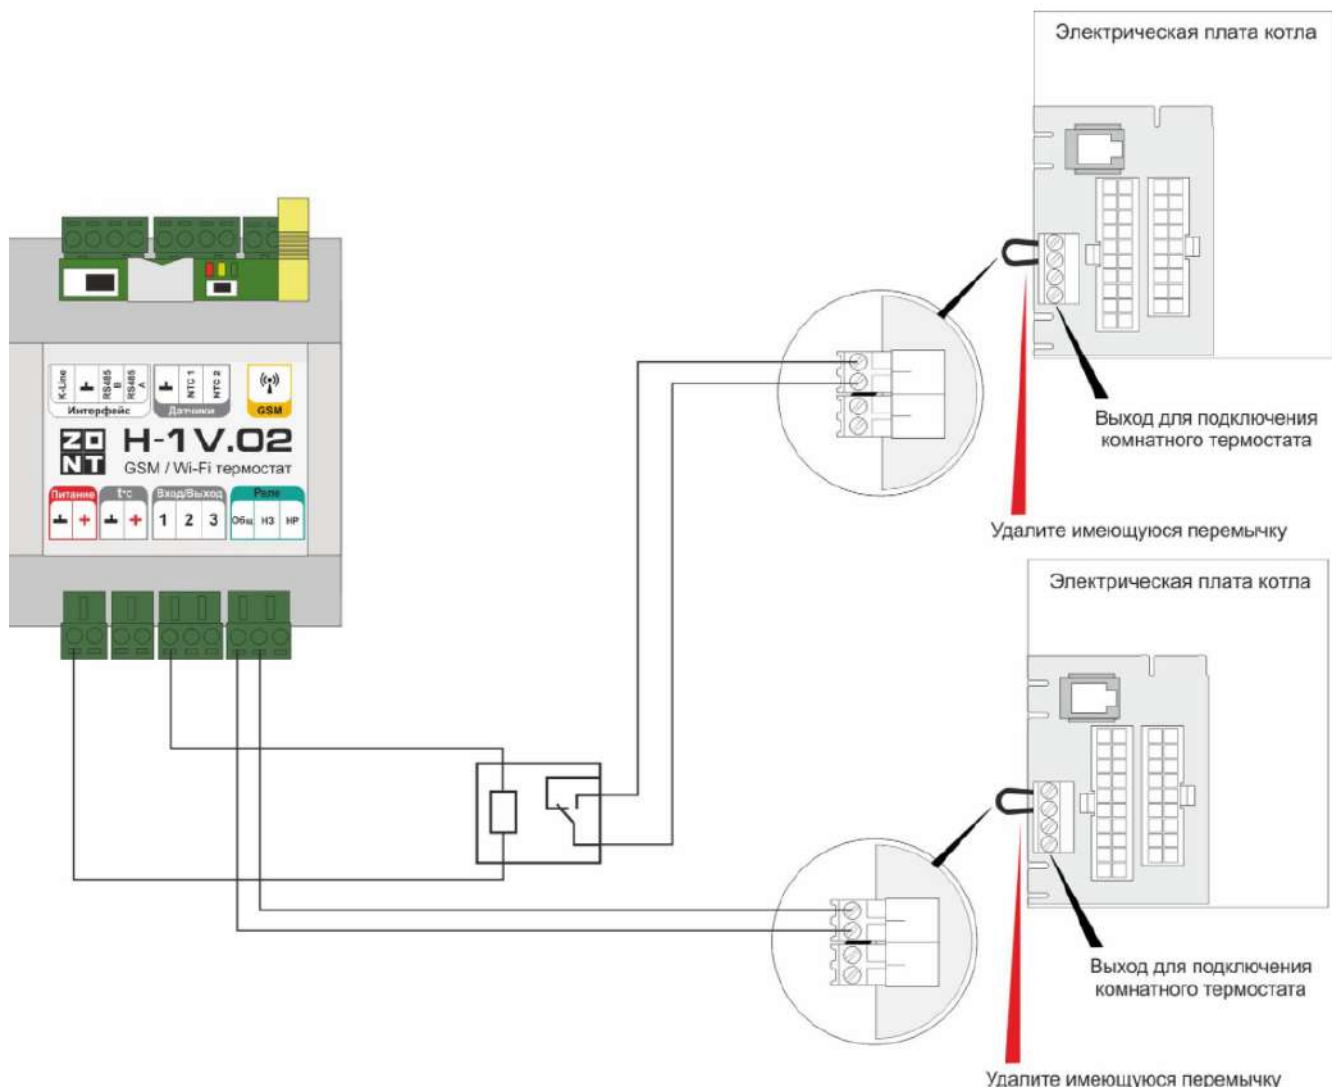 Электрическая плата котла
K-Line
⊥
RS485 B
RS485 A
⊥
NTC 1
NTC 2
Интерфейс
Датчики
GSM
ZONT
H-1V.02
GSM / Wi-Fi термостат
Питание
t°C
Вход/Выход
Реле
⊥ + ⊥ + 1 2 3 Общ НЗ НР
Выход для подключения
комнатного термостата
Удалите имеющуюся перемычку
Электрическая плата котла
Выход для подключения
комнатного термостата
Удалите имеющуюся перемычку